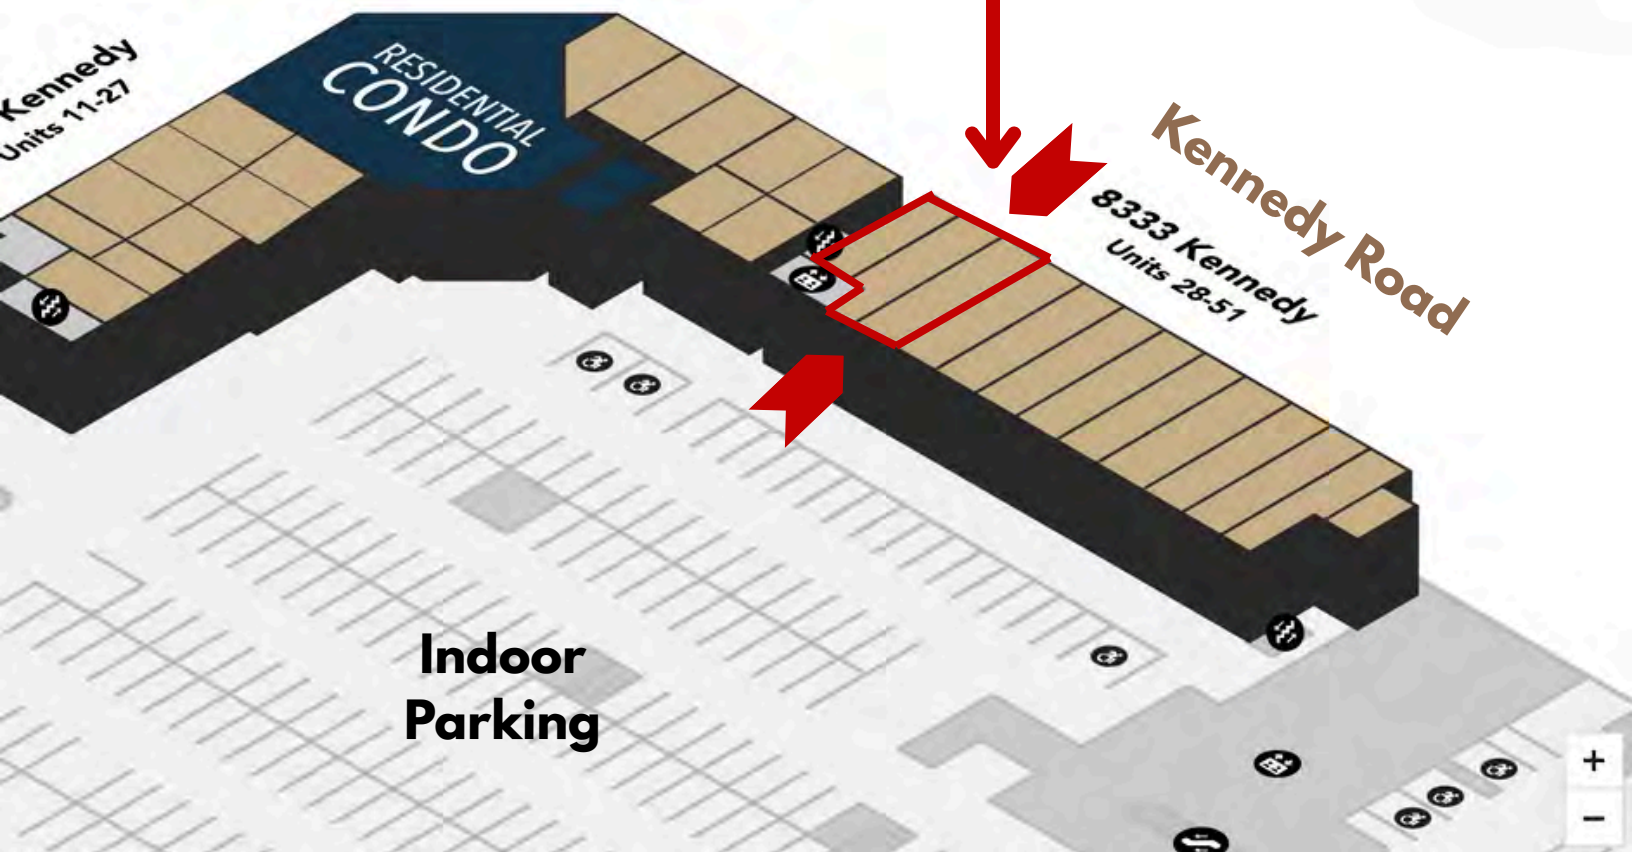 Kennedy
Units 11-27
RESIDENTIAL
CONDO
Kennedy Road
8333 Kennedy
Units 28-51
Indoor
Parking
+
−